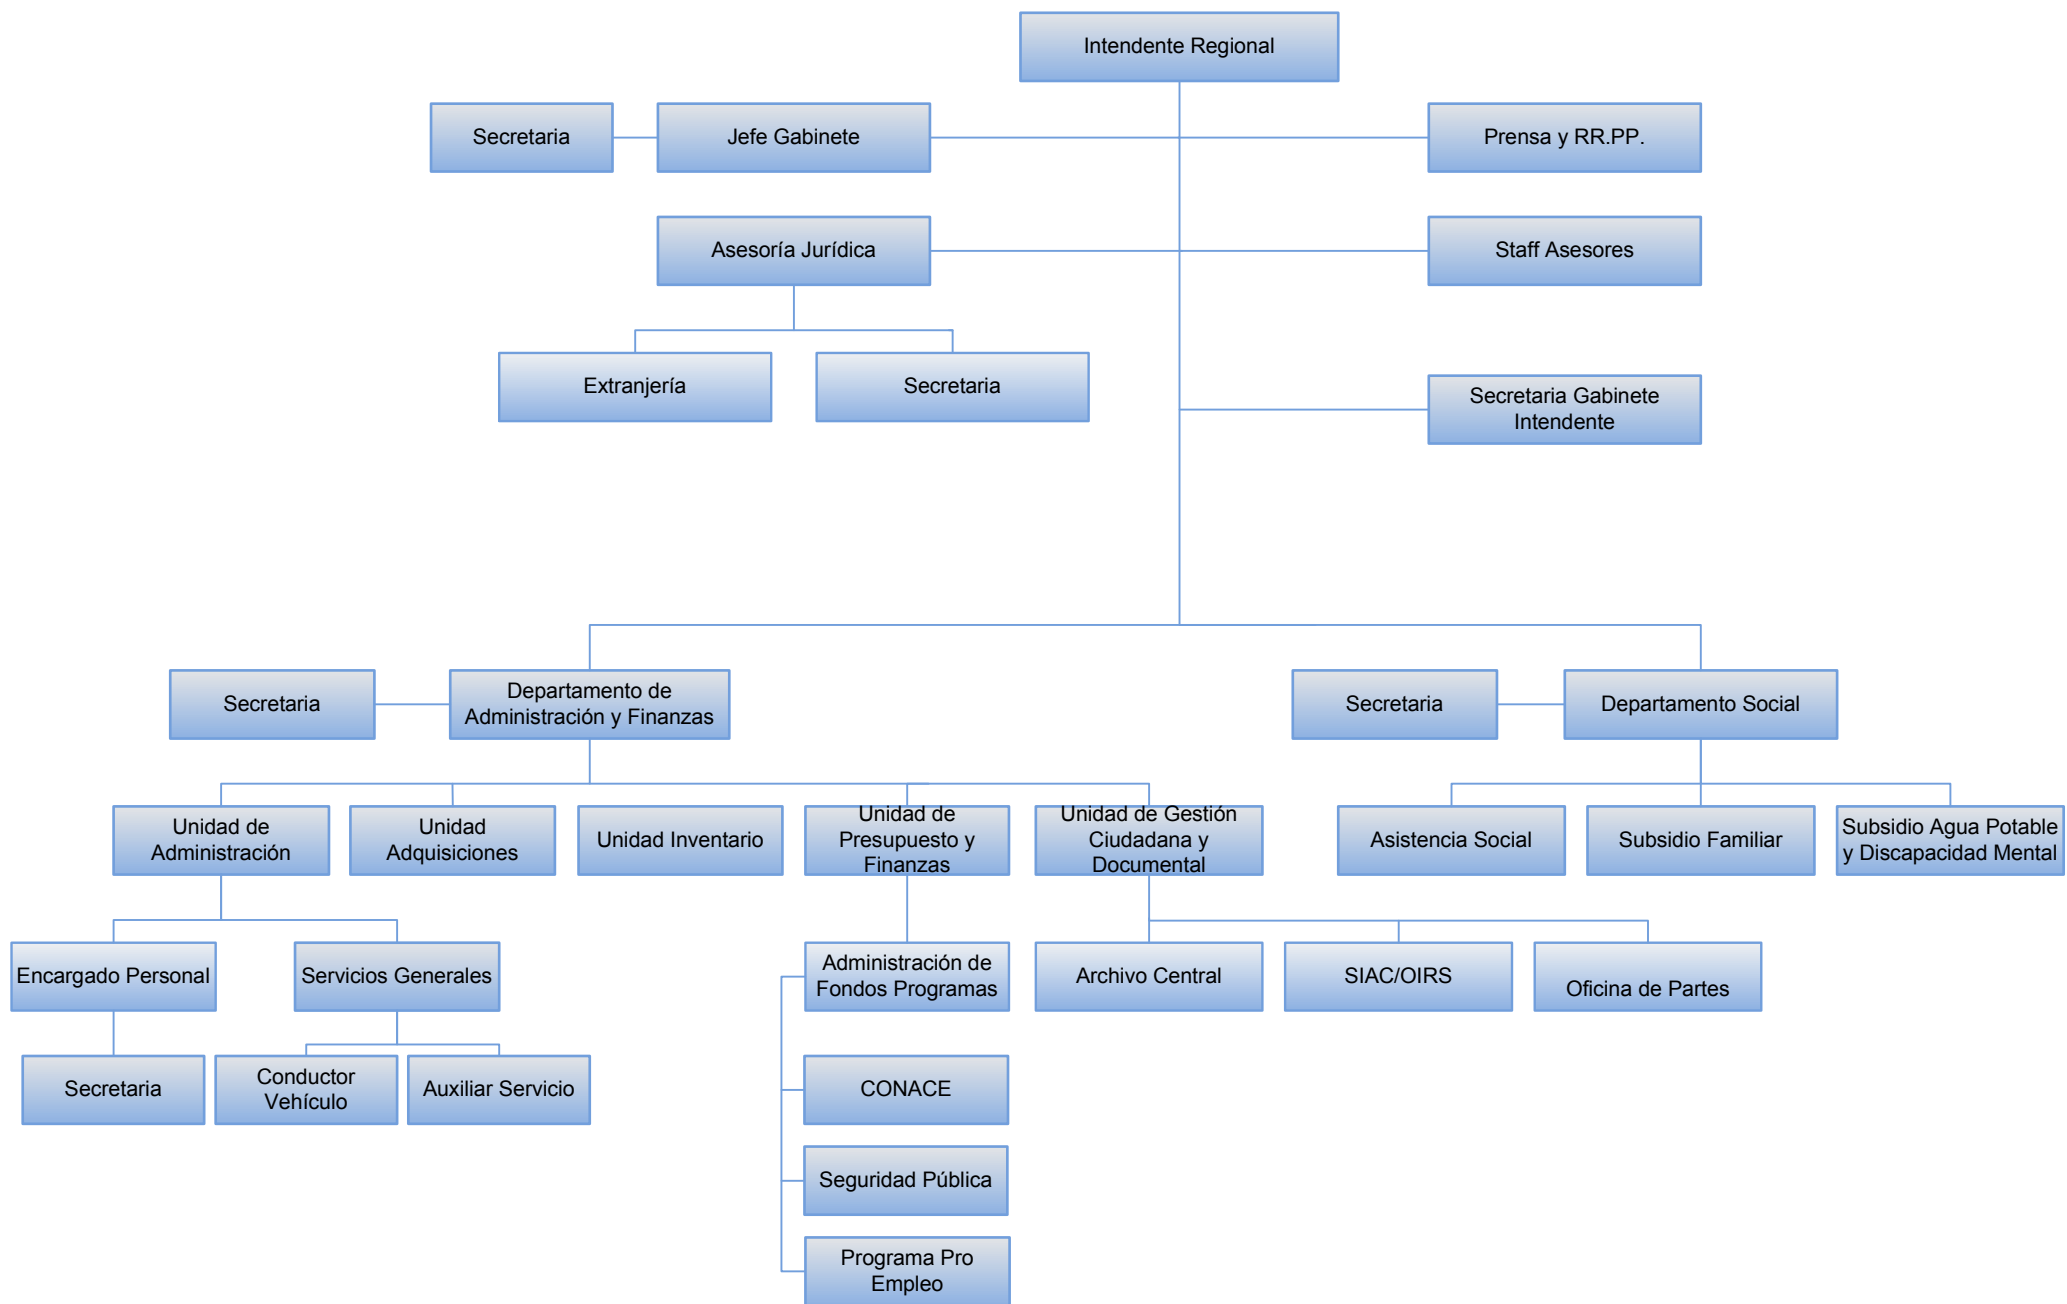 Intendente Regional
Secretaria
Jefe Gabinete
Prensa y RR.PP.
Asesoría Jurídica
Staff Asesores
Extranjería
Secretaria
Secretaria Gabinete
Intendente
Secretaria
Departamento de
Administración y Finanzas
Secretaria
Departamento Social
Unidad de
Administración
Unidad
Adquisiciones
Unidad Inventario
Unidad de
Presupuesto y
Finanzas
Unidad de Gestión
Ciudadana y
Documental
Asistencia Social
Subsidio Familiar
Subsidio Agua Potable
y Discapacidad Mental
Encargado Personal
Servicios Generales
Administración de
Fondos Programas
Archivo Central
SIAC/OIRS
Oficina de Partes
Secretaria
Conductor
Vehículo
Auxiliar Servicio
CONACE
Seguridad Pública
Programa Pro
Empleo